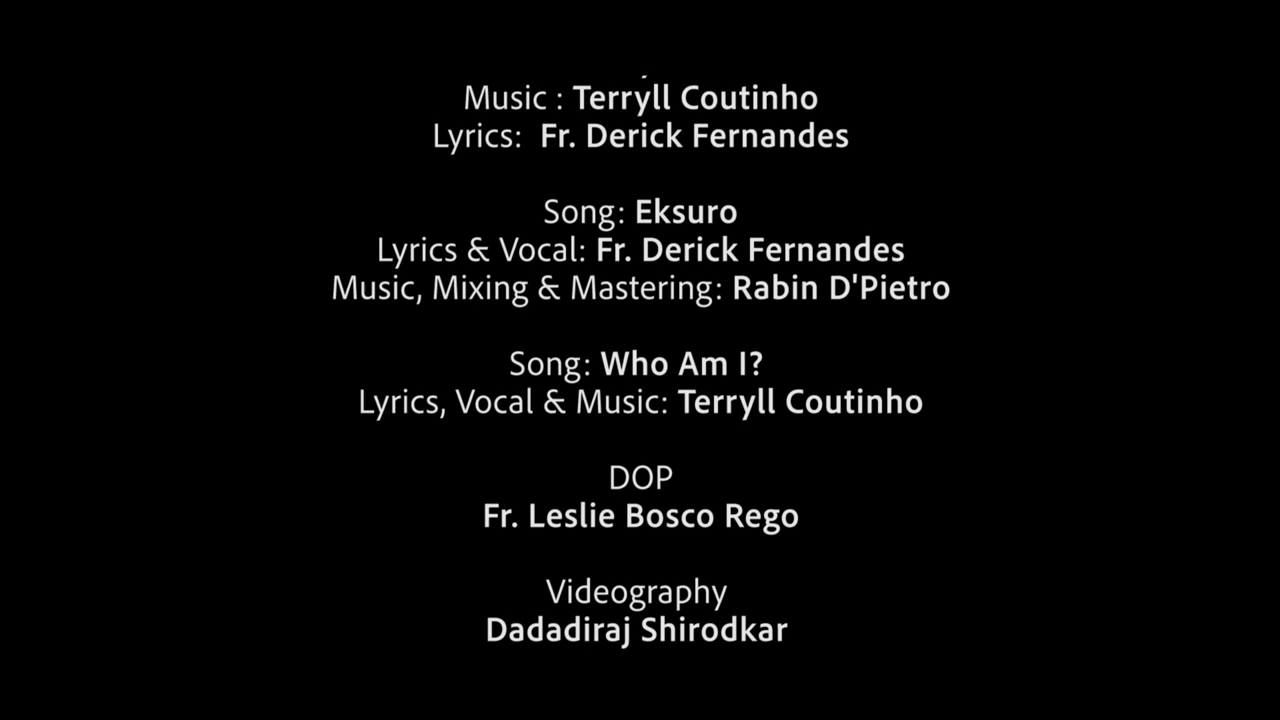 Music : Terryll Coutinho
Lyrics: Fr. Derick Fernandes
Song: Eksuro
Lyrics & Vocal: Fr. Derick Fernandes
Music, Mixing & Mastering: Rabin D'Pietro
Song: Who Am I?
Lyrics, Vocal & Music: Terryll Coutinho
DOP
Fr. Leslie Bosco Rego
Videography
Dadadiraj Shirodkar